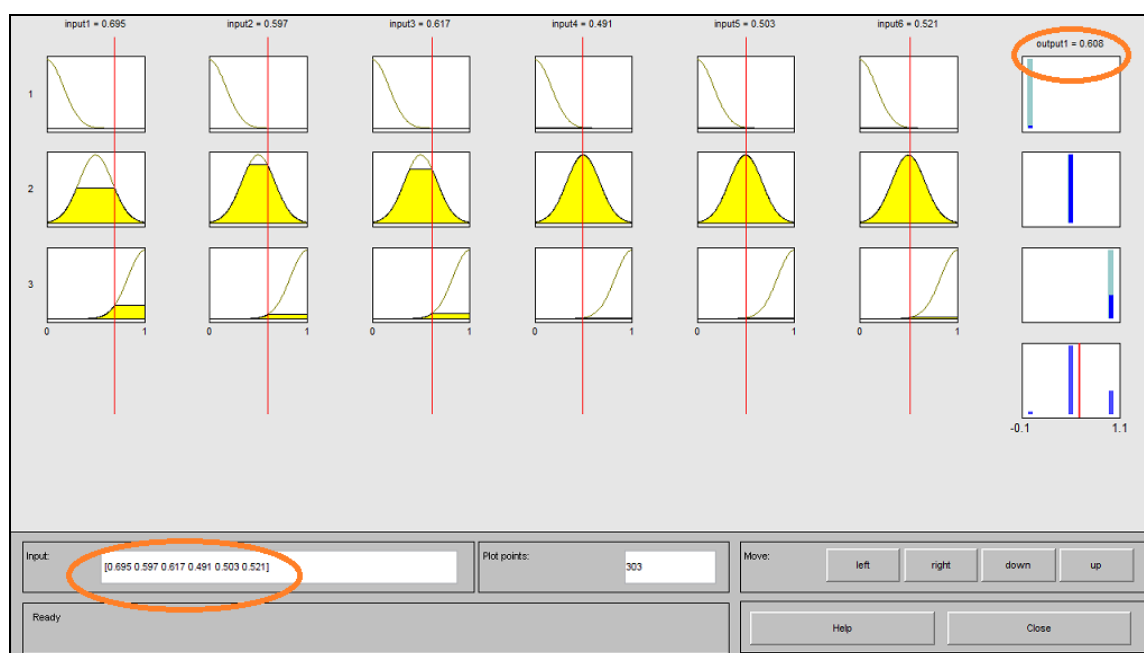 input1 = 0.695 input2 = 0.597 input3 = 0.617 input4 = 0.491 input5 = 0.503 input6 = 0.521
output1 = 0.608
1
2
3
0 1 0 1 0 1 0 1 0 1 0 1
-0.1 1.1
Input: [0.695 0.597 0.617 0.491 0.503 0.521] Plot points: 303 Move: left right down up
Ready Help Close